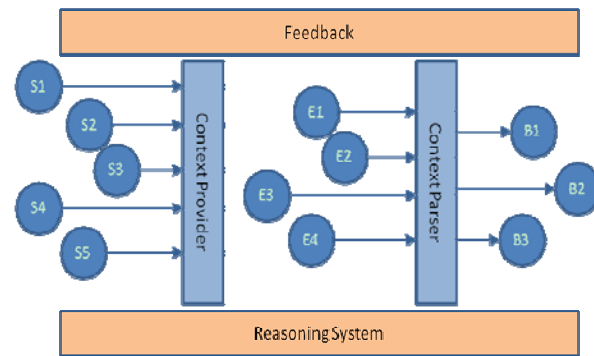 Feedback
S1
S2
S3
S4
S5
Context Provider
E1
E2
E3
E4
Context Parser
B1
B2
B3
Reasoning System